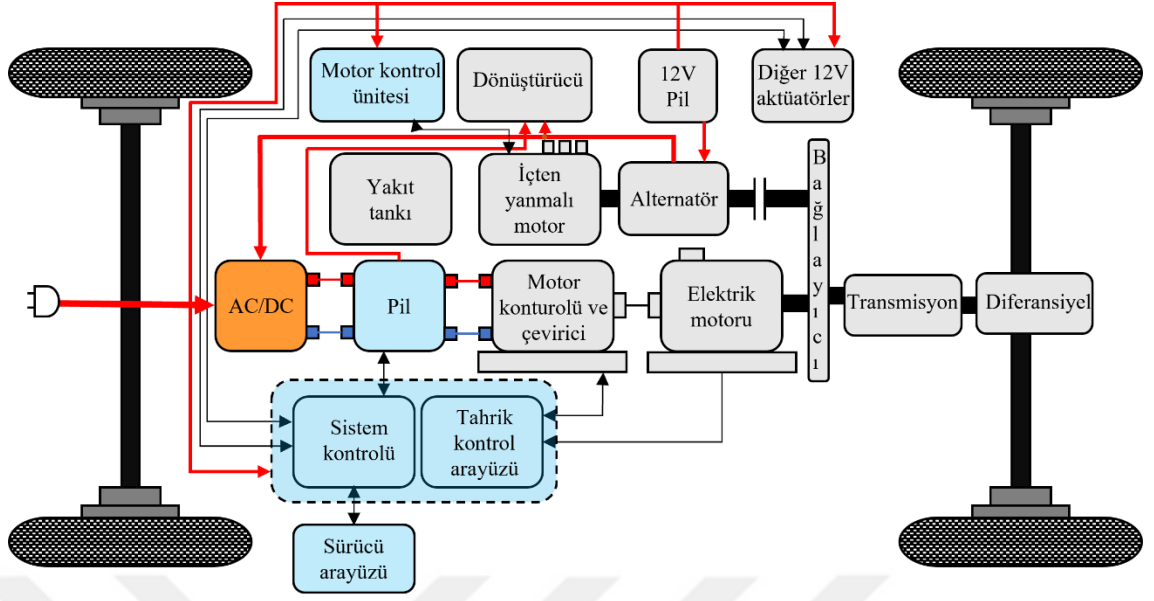 Motor kontrol
ünitesi
Dönüştürücü
12V
Pil
Diğer 12V
aktüatörler
Yakıt
tankı
İçten
yanmalı
motor
Alternatör
B
a
ğ
l
a
y
ı
c
ı
AC/DC
Pil
Motor
konturolü ve
çevirici
Elektrik
motoru
Transmisyon
Diferansiyel
Sistem
kontrolü
Tahrik
kontrol
arayüzü
Sürücü
arayüzü